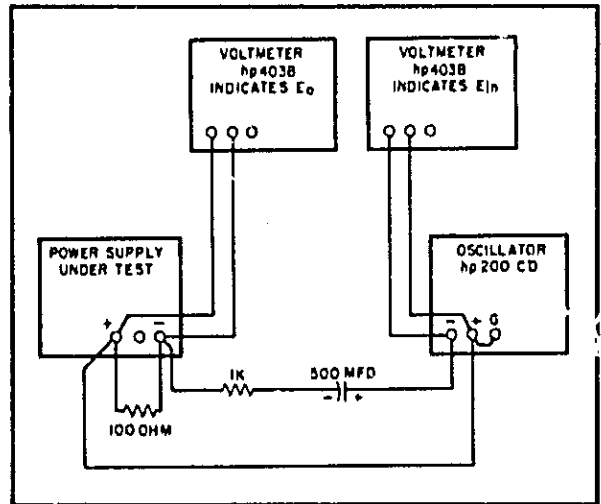 VOLTMETER
hp403B
INDICATES Eo
VOLTMETER
hp403B
INDICATES Ein
POWER SUPPLY
UNDER TEST
+
-
OSCILLATOR
hp 200 CD
- + G
1K
500 MFD
- +
100 OHM